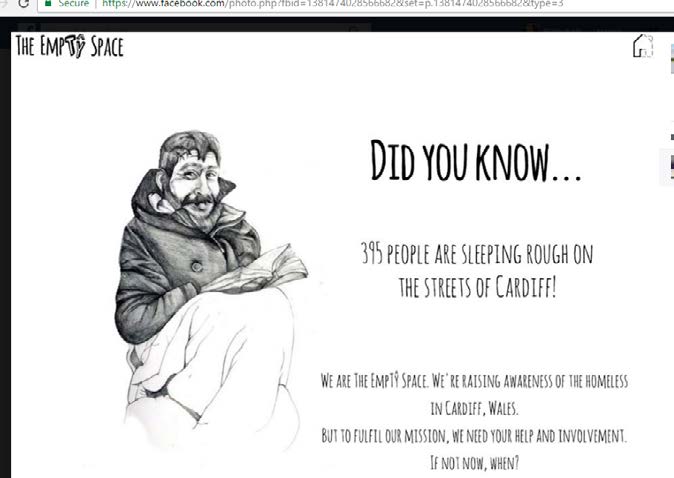 Secure | https://www.facebook.com/photo.php?fbid=1381474028566682&set=p.1381474028566682&type=3
The EmpTŷ Space
Did you know...
395 people are sleeping rough on
the streets of Cardiff!
We are The EmpTŷ Space. We're raising awareness of the homeless
in Cardiff, Wales.
But to fulfil our mission, we need your help and involvement.
If not now, when?